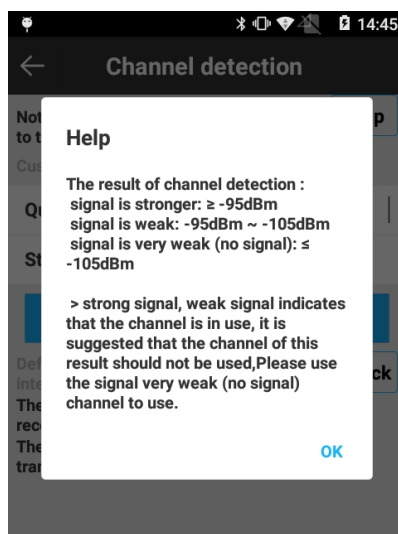 14:45
Channel detection
Help
The result of channel detection :
signal is stronger: ≥ -95dBm
signal is weak: -95dBm ~ -105dBm
signal is very weak (no signal): ≤
-105dBm
> strong signal, weak signal indicates
that the channel is in use, it is
suggested that the channel of this
result should not be used,Please use
the signal very weak (no signal)
channel to use.
OK